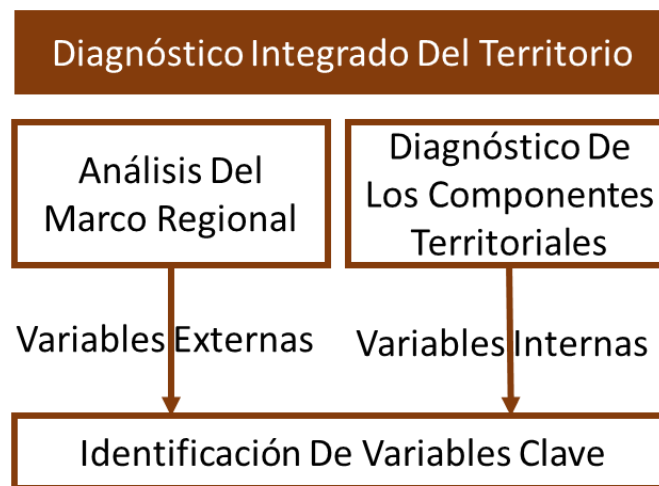 Diagnóstico Integrado Del Territorio
Análisis Del
Marco Regional
Diagnóstico De
Los Componentes
Territoriales
Variables Externas
Variables Internas
Identificación De Variables Clave